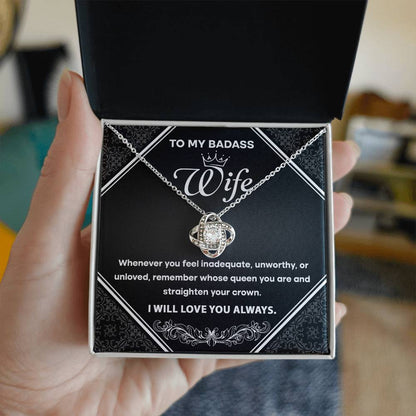 TO MY BADASS
Wife
Whenever you feel inadequate, unworthy, or
unloved, remember whose queen you are and
straighten your crown.
I WILL LOVE YOU ALWAYS.